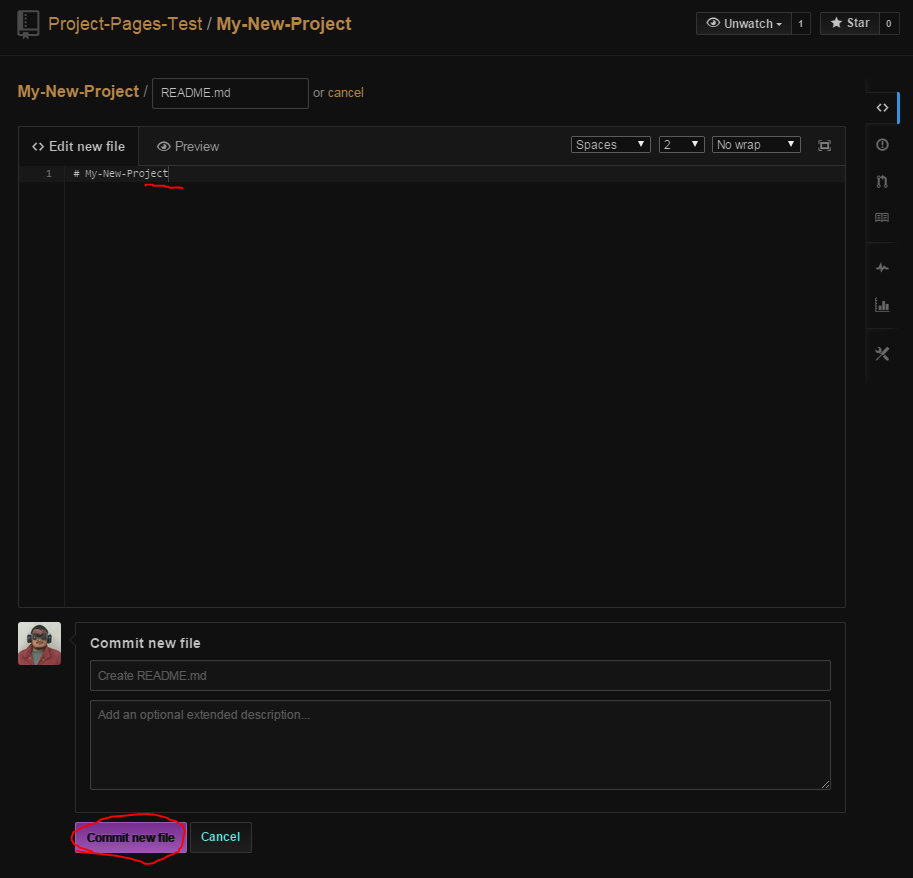 Project-Pages-Test / My-New-Project
Unwatch 1 Star 0
My-New-Project / README.md or cancel
Edit new file Preview Spaces 2 No wrap
1 # My-New-Project
Commit new file
Create README.md
Add an optional extended description...
Commit new file Cancel